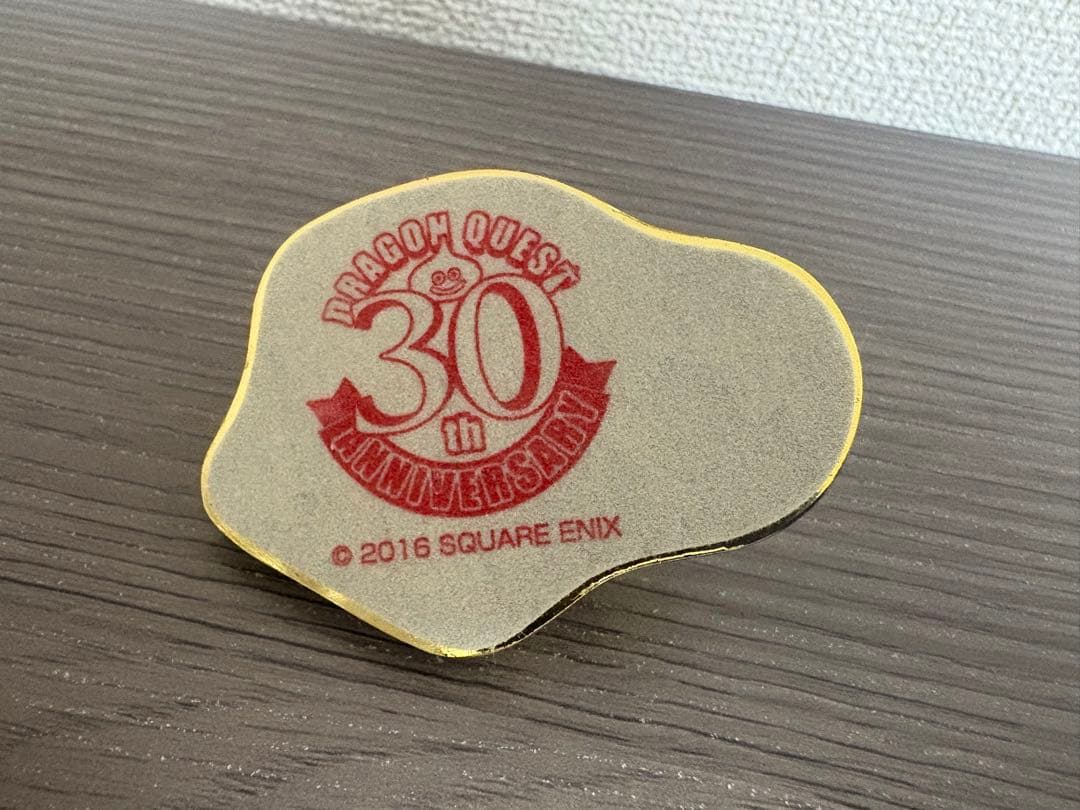 DRAGON QUEST
30
th
ANNIVERSARY
© 2016 SQUARE ENIX